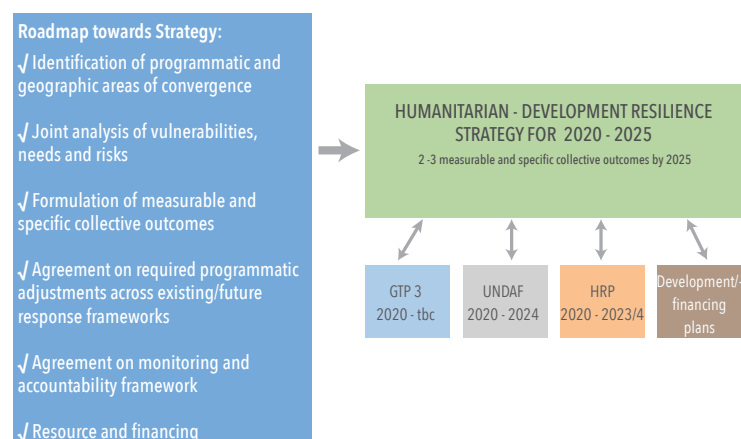 Roadmap towards Strategy:
√ Identification of programmatic and
geographic areas of convergence
√ Joint analysis of vulnerabilities,
needs and risks
√ Formulation of measurable and
specific collective outcomes
√ Agreement on required programmatic
adjustments across existing/future
response frameworks
√ Agreement on monitoring and
accountability framework
√ Resource and financing
HUMANITARIAN - DEVELOPMENT RESILIENCE
STRATEGY FOR 2020 - 2025
2 -3 measurable and specific collective outcomes by 2025
GTP 3
2020 - tbc
UNDAF
2020 - 2024
HRP
2020 - 2023/4
Development/-
financing
plans